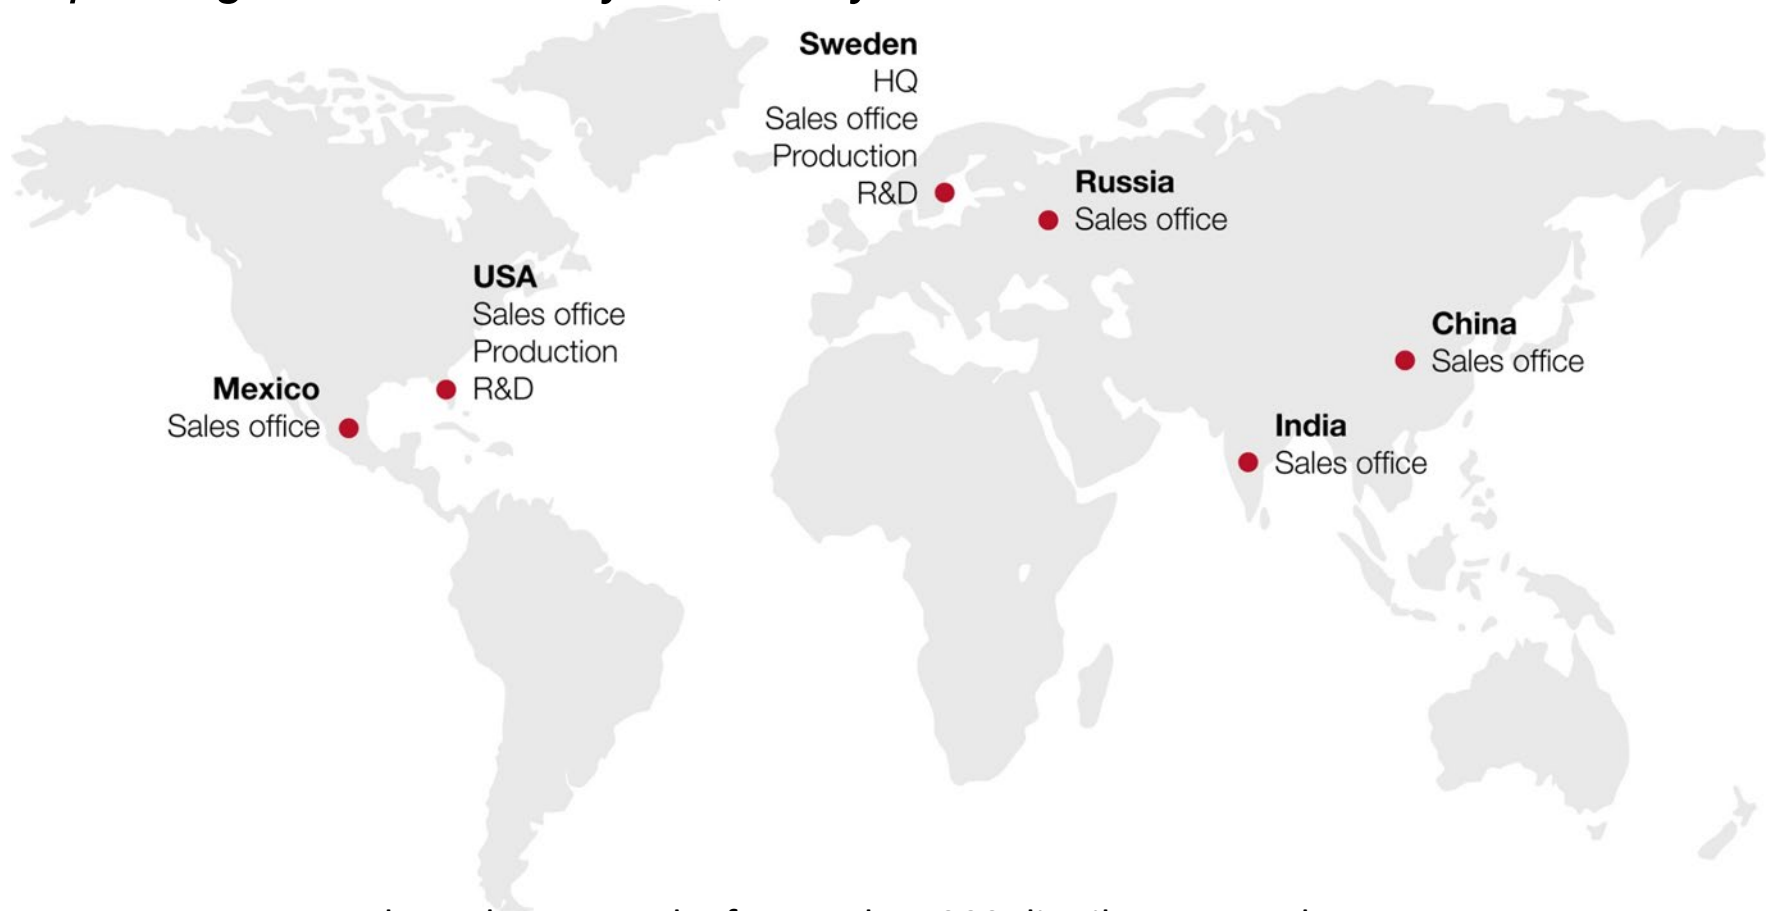 Sweden
HQ
Sales office
Production
R&D
Russia
Sales office
USA
Sales office
Production
R&D
Mexico
Sales office
China
Sales office
India
Sales office